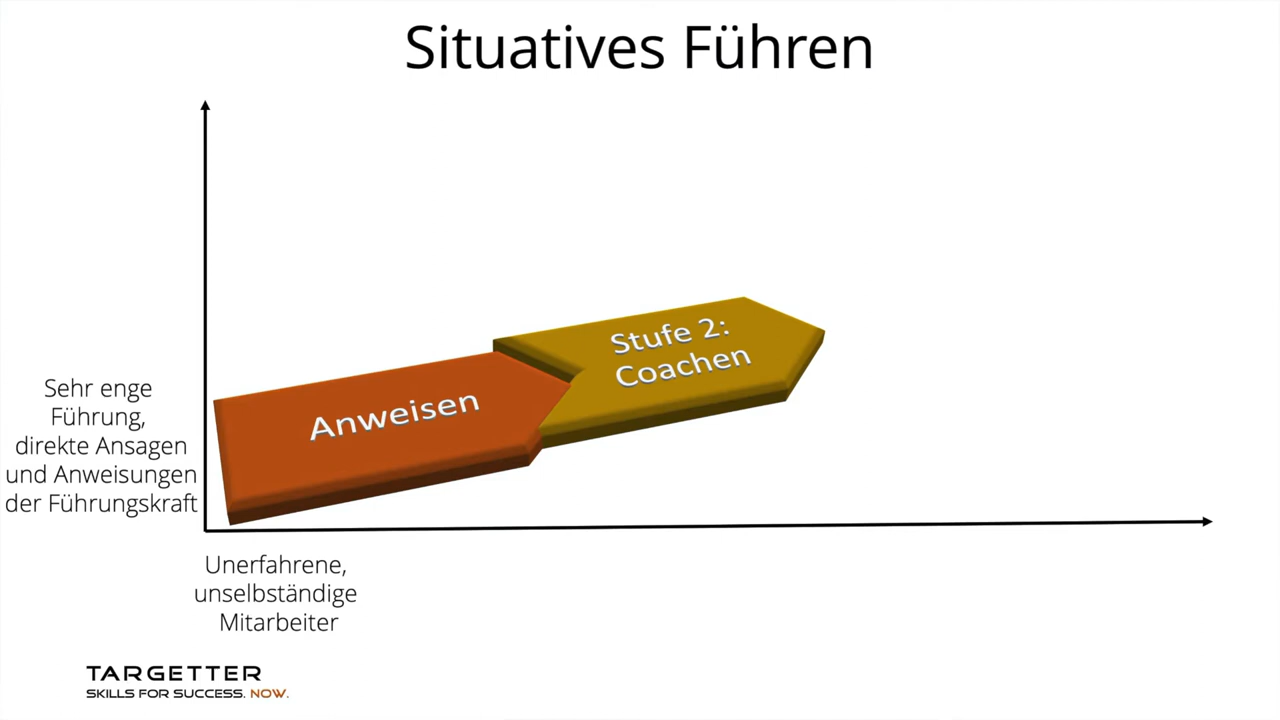 Situatives Führen
Stufe 2:
Coachen
Anweisen
Sehr enge
Führung,
direkte Ansagen
und Anweisungen
der Führungskraft
Unerfahrene,
unselbständige
Mitarbeiter
TARGETTER
SKILLS FOR SUCCESS. NOW.